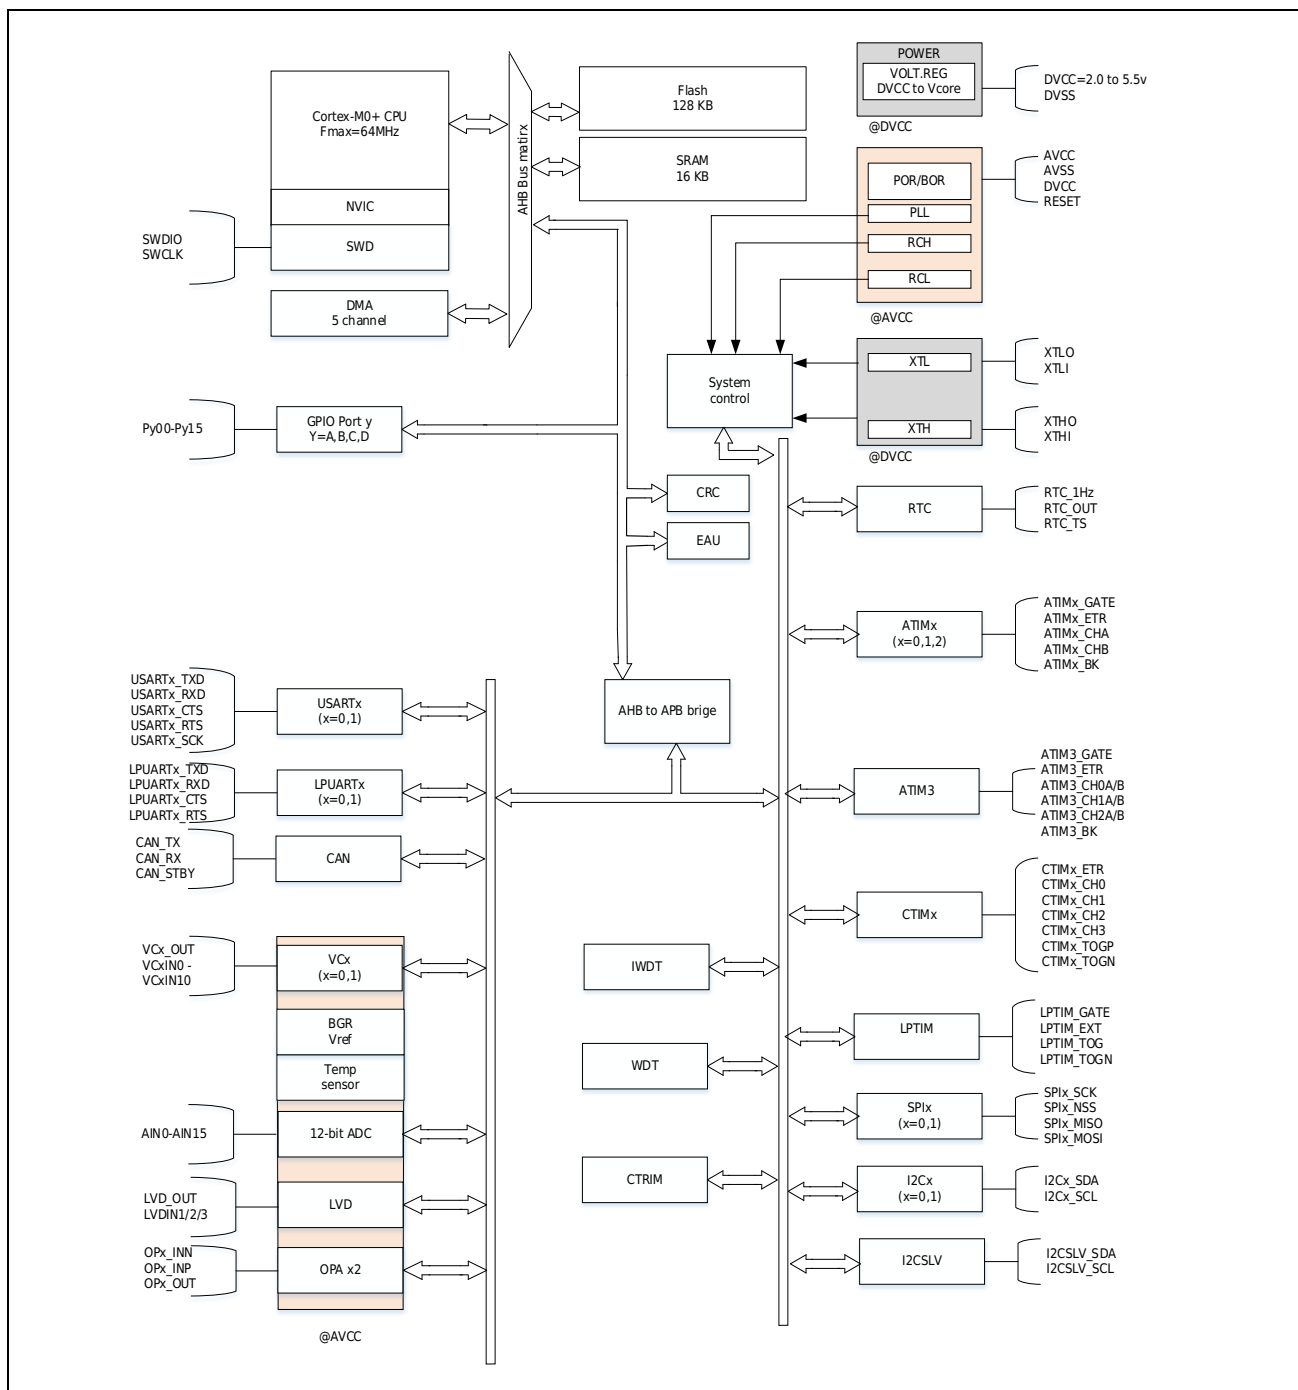 POWER
VOLT.REG
DVCC to Vcore
@DVCC
DVCC=2.0 to 5.5v
DVSS
Cortex-M0+ CPU
Fmax=64MHz
NVIC
SWD
SWDIO
SWCLK
DMA
5 channel
AHB Bus matirx
Flash
128 KB
SRAM
16 KB
POR/BOR
PLL
RCH
RCL
@AVCC
AVCC
AVSS
DVCC
RESET
System
control
XTL
XTH
@DVCC
XTLO
XTLI
XTHO
XTHI
Py00-Py15
GPIO Port y
Y=A,B,C,D
CRC
EAU
RTC
RTC_1Hz
RTC_OUT
RTC_TS
ATIMx
(x=0,1,2)
ATIMx_GATE
ATIMx_ETR
ATIMx_CHA
ATIMx_CHB
ATIMx_BK
USARTx_TXD
USARTx_RXD
USARTx_CTS
USARTx_RTS
USARTx_SCK
USARTx
(x=0,1)
AHB to APB brige
LPUARTx_TXD
LPUARTx_RXD
LPUARTx_CTS
LPUARTx_RTS
LPUARTx
(x=0,1)
ATIM3
ATIM3_GATE
ATIM3_ETR
ATIM3_CH0A/B
ATIM3_CH1A/B
ATIM3_CH2A/B
ATIM3_BK
CAN_TX
CAN_RX
CAN_STBY
CAN
CTIMx
CTIMx_ETR
CTIMx_CH0
CTIMx_CH1
CTIMx_CH2
CTIMx_CH3
CTIMx_TOGP
CTIMx_TOGN
VCx_OUT
VCxIN0 -
VCxIN10
VCx
(x=0,1)
IWDT
BGR
Vref
Temp
sensor
LPTIM
LPTIM_GATE
LPTIM_EXT
LPTIM_TOG
LPTIM_TOGN
WDT
AIN0-AIN15
12-bit ADC
SPIx
(x=0,1)
SPIx_SCK
SPIx_NSS
SPIx_MISO
SPIx_MOSI
CTRIM
I2Cx
(x=0,1)
I2Cx_SDA
I2Cx_SCL
LVD_OUT
LVDIN1/2/3
LVD
OPx_INN
OPx_INP
OPx_OUT
OPA x2
I2CSLV
I2CSLV_SDA
I2CSLV_SCL
@AVCC